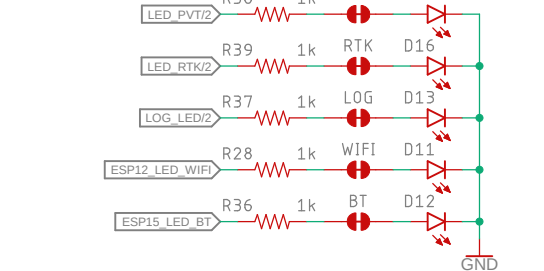 LED_PVT/2
R39 1k RTK D16
LED_RTK/2
R37 1k LOG D13
LOG_LED/2
R28 1k WIFI D11
ESP12_LED_WIFI
R36 1k BT D12
ESP15_LED_BT
GND